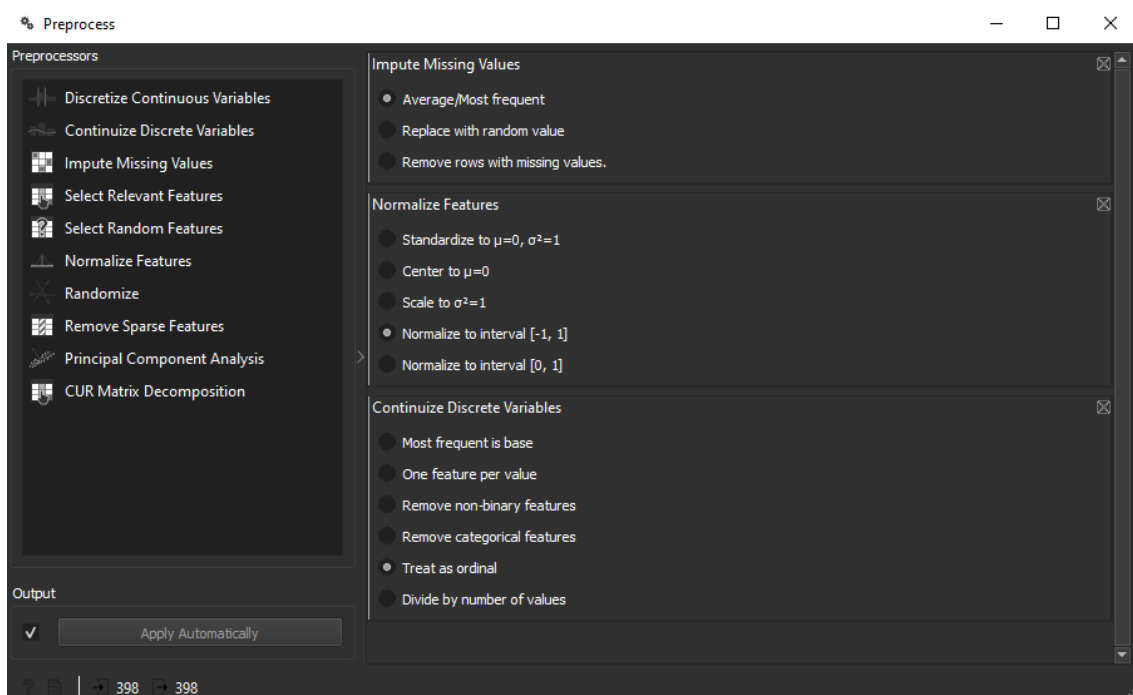 Preprocess
Preprocessors
Discretize Continuous Variables
Continuize Discrete Variables
Impute Missing Values
Select Relevant Features
Select Random Features
Normalize Features
Randomize
Remove Sparse Features
Principal Component Analysis
CUR Matrix Decomposition
Output
Apply Automatically
398 398
Impute Missing Values
Average/Most frequent
Replace with random value
Remove rows with missing values.
Normalize Features
Standardize to μ=0, σ²=1
Center to μ=0
Scale to σ²=1
Normalize to interval [-1, 1]
Normalize to interval [0, 1]
Continuize Discrete Variables
Most frequent is base
One feature per value
Remove non-binary features
Remove categorical features
Treat as ordinal
Divide by number of values